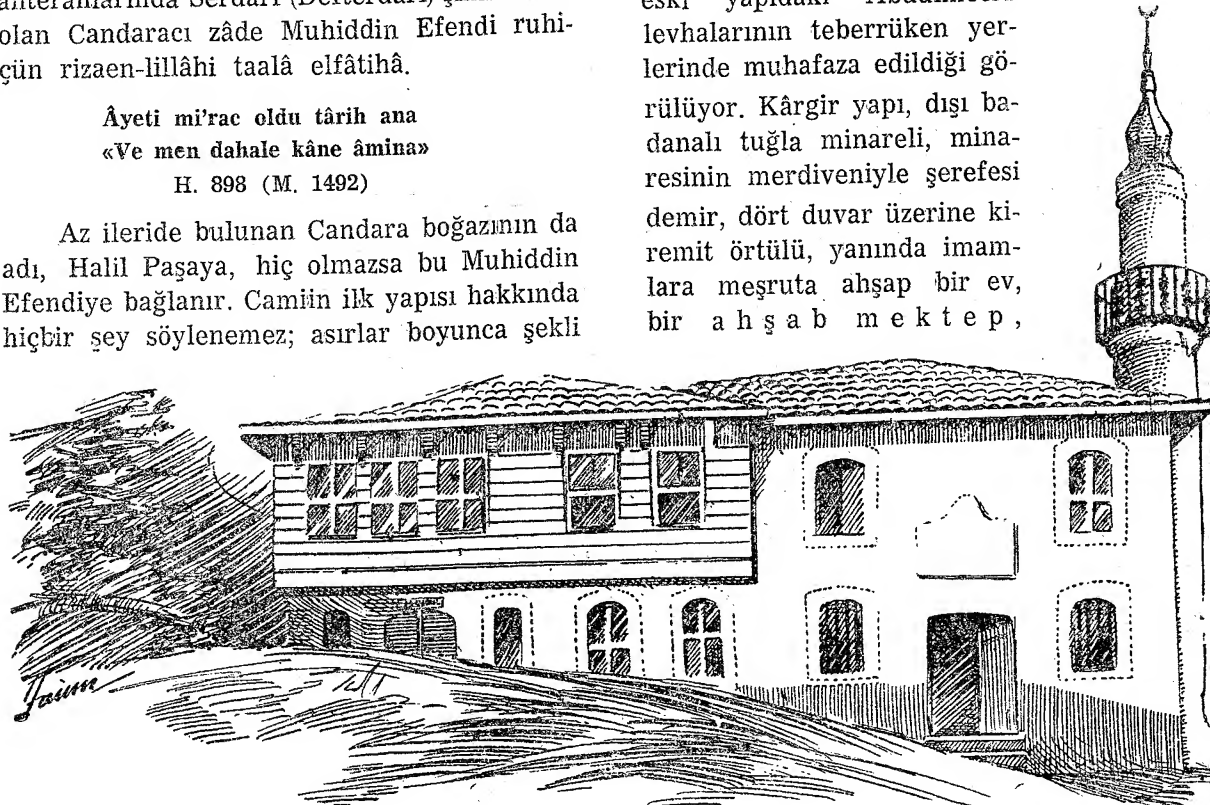 olan Candaracı zâde Muhiddin Efendi ruhi-
çün rizaen-lillâhi taalâ elfâtihâ.
Âyeti mi’rac oldu târih ana
«Ve men dahale kâne âmina»
H. 898 (M. 1492)
Az ileride bulunan Candara boğazının da
adı, Halil Paşaya, hiç olmazsa bu Muhiddin
Efendiye bağlanır. Camiin ilk yapısı hakkında
hiçbir şey söylenemez; asırlar boyunca şekli
eski yapıdaki
levhalarının teberrüken yer-
lerinde muhafaza edildiği gö-
rülüyor. Kârgir yapı, dışı ba-
danalı tuğla minareli, mina-
resinin merdiveniyle şerefesi
demir, dört duvar üzerine ki-
remit örtülü, yanında imam-
lara meşruta ahşap bir ev,
bir ahşab mektep,